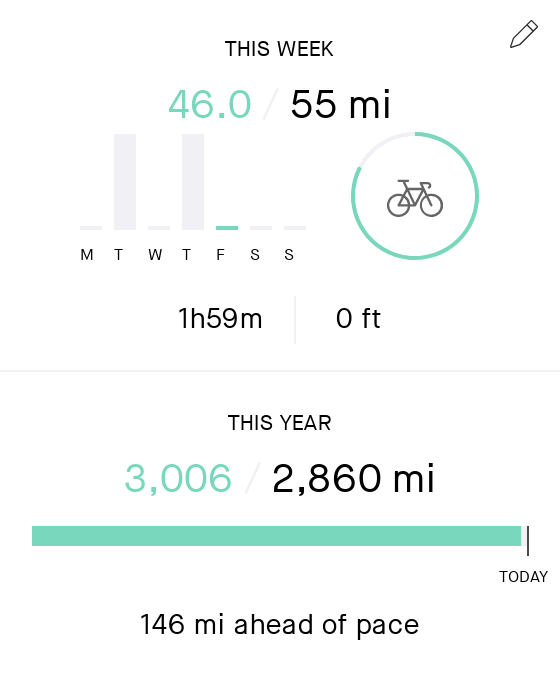 THIS WEEK
46.0 / 55 mi
M T W T F S S
1h59m 0 ft
THIS YEAR
3,006 / 2,860 mi
TODAY
146 mi ahead of pace